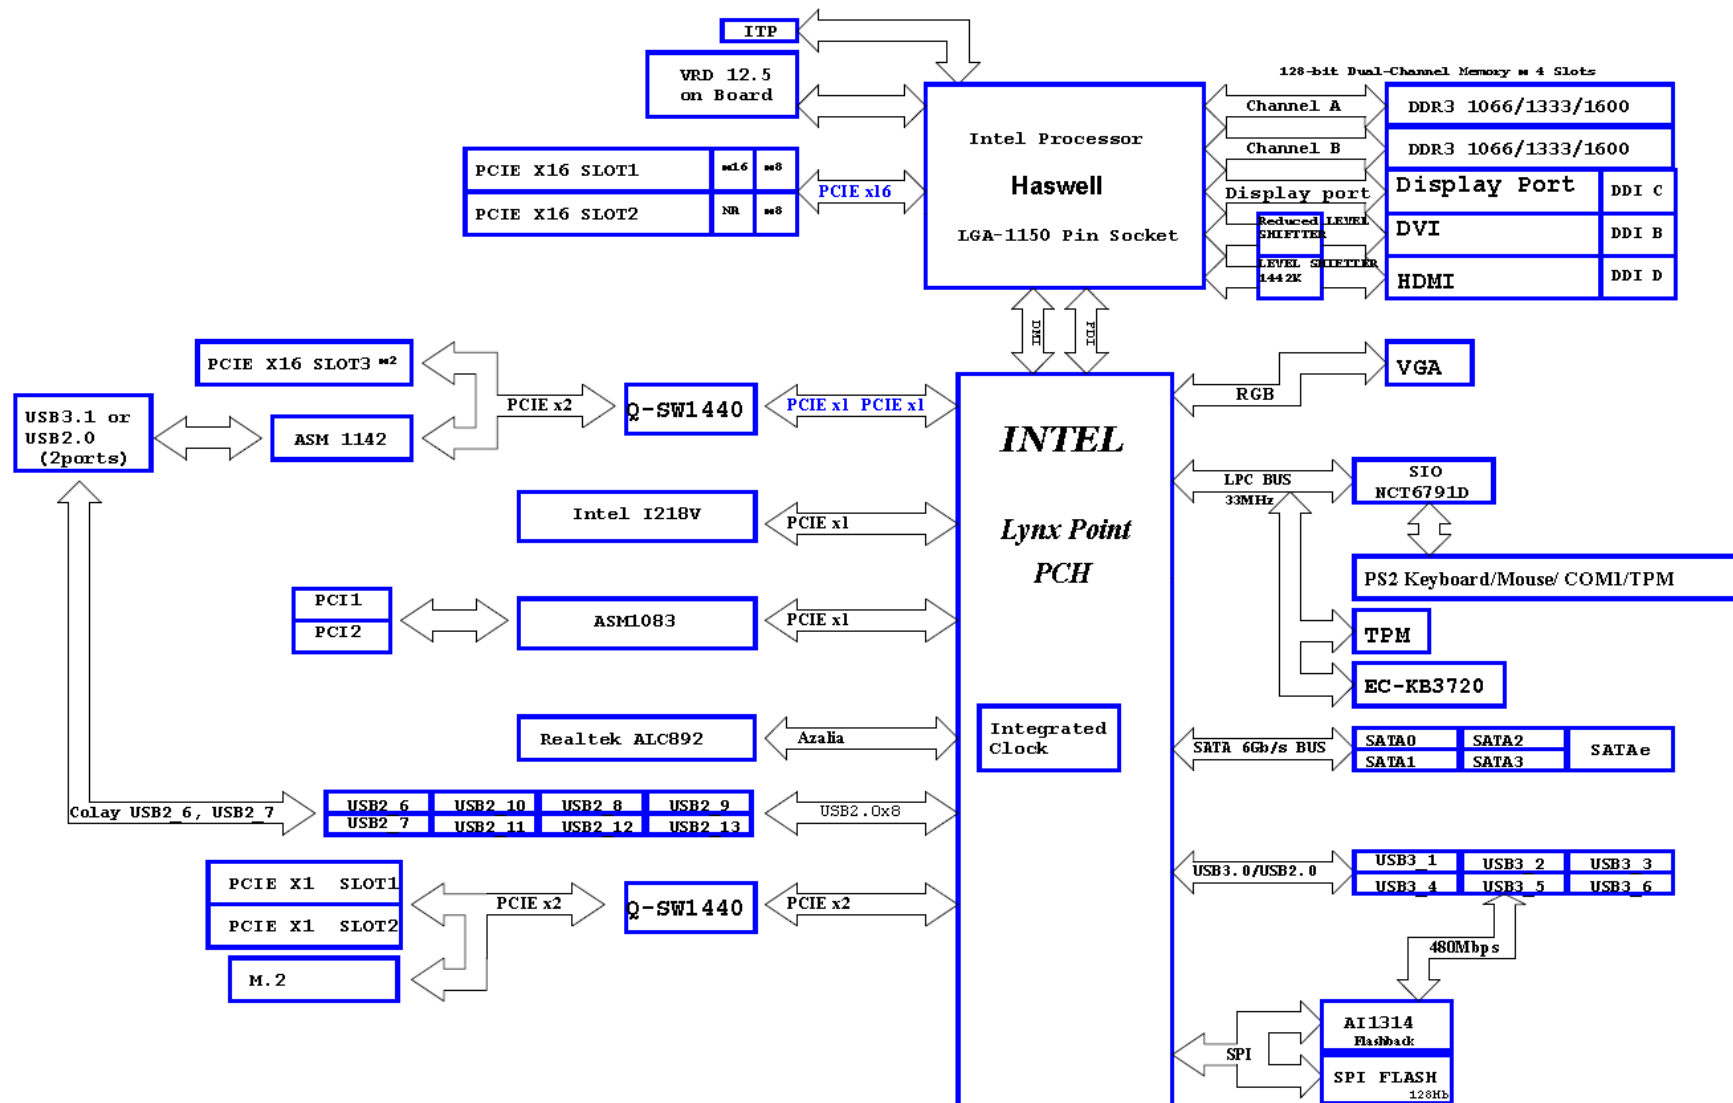 ITP
VRD 12.5
on Board
128-bit Dual-Channel Memory x 4 Slots
Channel A
DDR3 1066/1333/1600
Channel B
DDR3 1066/1333/1600
Intel Processor
Haswell
LGA-1150 Pin Socket
PCIE X16 SLOT1
x16
x8
PCIE X16 SLOT2
NA
x8
PCIE x16
Display port
Display Port
DDI C
Reduced LEVEL
SHIFTTER
DVI
DDI B
LEVEL SHIFTTER
1442K
HDMI
DDI D
DMI
FDI
PCIE X16 SLOT3 x2
USB3.1 or
USB2.0
(2ports)
ASM 1142
PCIE x2
Q-SW1440
PCIE x1 PCIE x1
RGB
VGA
INTEL
Lynx Point
PCH
LPC BUS
33MHz
SIO
NCT6791D
Intel I218V
PCIE x1
PS2 Keyboard/Mouse/ COM1/TPM
PCI1
PCI2
ASM1083
PCIE x1
TPM
EC-KB3720
Realtek ALC892
Azalia
Integrated
Clock
SATA 6Gb/s BUS
SATA0
SATA2
SATA1
SATA3
SATAe
Colay USB2_6, USB2_7
USB2_6
USB2_10
USB2_8
USB2_9
USB2_7
USB2_11
USB2_12
USB2_13
USB2.0x8
PCIE X1 SLOT1
PCIE X1 SLOT2
M.2
PCIE x2
Q-SW1440
PCIE x2
USB3.0/USB2.0
USB3_1
USB3_2
USB3_3
USB3_4
USB3_5
USB3_6
480Mbps
SPI
AI1314
Flashback
SPI FLASH
128Mb